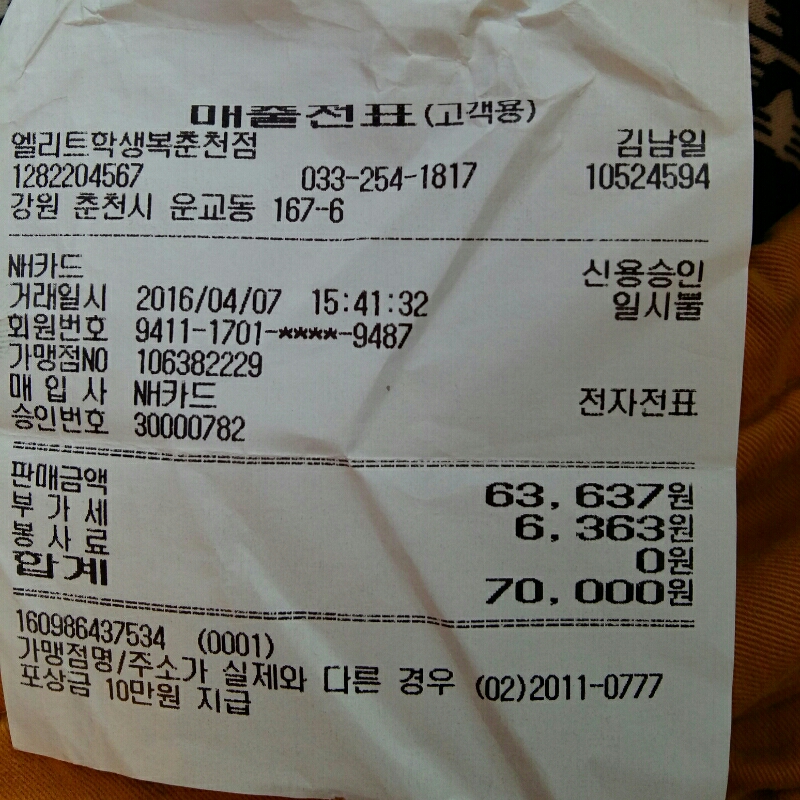 매출전표(고객용)
엘리트학생복춘천점 김남일
1282204567 033-254-1817 10524594
강원 춘천시 운교동 167-6
NH카드 신용승인
거래일시 2016/04/07 15:41:32 일시불
회원번호 9411-1701-****-9487
가맹점NO 106382229
매 입 사 NH카드 전자전표
승인번호 30000782
판매금액 63,637원
부 가 세 6,363원
봉 사 료 0원
합계 70,000원
160986437534 (0001)
가맹점명/주소가 실제와 다른 경우 (02)2011-0777
포상금 10만원 지급